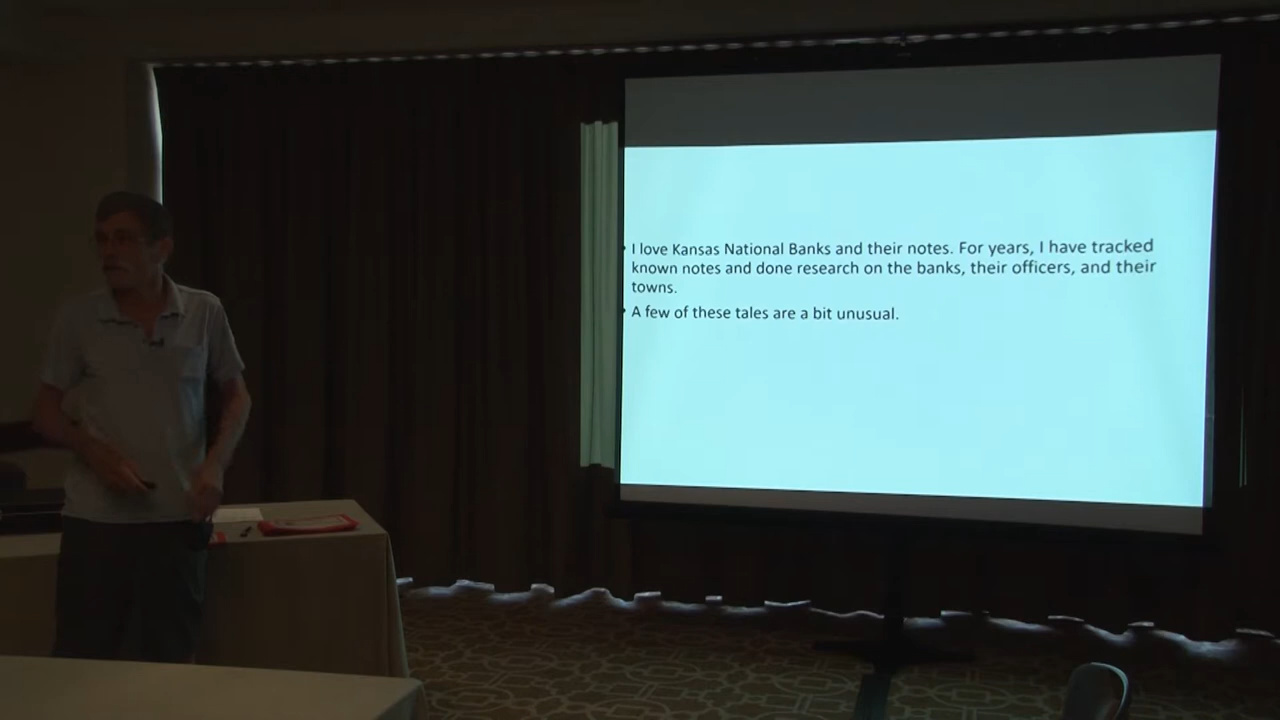 • I love Kansas National Banks and their notes. For years, I have tracked
known notes and done research on the banks, their officers, and their
towns.
• A few of these tales are a bit unusual.